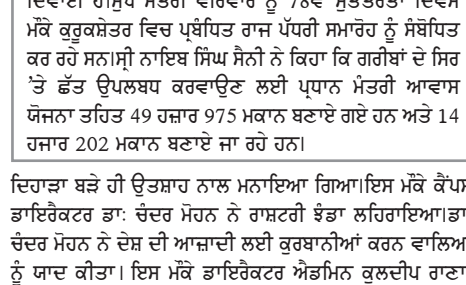 ਦਿਵਾਈ ਹੈ।ਮੁੱਖ ਮੰਤਰੀ ਵੀਰਵਾਰ ਨੂੰ 78ਵੇਂ ਸੁਤੰਤਰਤਾ ਦਿਵਸ
ਮੌਕੇ ਕੁਰੂਕਸ਼ੇਤਰ ਵਿਚ ਪ੍ਰਬੰਧਿਤ ਰਾਜ ਪੱਧਰੀ ਸਮਾਰੋਹ ਨੂੰ ਸੰਬੋਧਿਤ
ਕਰ ਰਹੇ ਸਨ।ਸ੍ਰੀ ਨਾਇਬ ਸਿੰਘ ਸੈਨੀ ਨੇ ਕਿਹਾ ਕਿ ਗਰੀਬਾਂ ਦੇ ਸਿਰ
'ਤੇ ਛੱਤ ਉਪਲਬਧ ਕਰਵਾਉਣ ਲਈ ਪ੍ਰਧਾਨ ਮੰਤਰੀ ਆਵਾਸ
ਯੋਜਨਾ ਤਹਿਤ 49 ਹਜ਼ਾਰ 975 ਮਕਾਨ ਬਣਾਏ ਗਏ ਹਨ ਅਤੇ 14
ਹਜਾਰ 202 ਮਕਾਨ ਬਣਾਏ ਜਾ ਰਹੇ ਹਨ।
ਦਿਹਾੜਾ ਬੜੇ ਹੀ ਉਤਸ਼ਾਹ ਨਾਲ ਮਨਾਇਆ ਗਿਆ।ਇਸ ਮੌਕੇ ਕੈਂਪਸ
ਡਾਇਰੈਕਟਰ ਡਾ: ਚੰਦਰ ਮੋਹਨ ਨੇ ਰਾਸ਼ਟਰੀ ਝੰਡਾ ਲਹਿਰਾਇਆ।ਡਾ
ਚੰਦਰ ਮੋਹਨ ਨੇ ਦੇਸ਼ ਦੀ ਆਜ਼ਾਦੀ ਲਈ ਕੁਰਬਾਨੀਆਂ ਕਰਨ ਵਾਲਿਅ
ਨੂੰ ਯਾਦ ਕੀਤਾ। ਇਸ ਮੌਕੇ ਡਾਇਰੈਕਟਰ ਐਡਮਿਨ ਕੁਲਦੀਪ ਰਾਣਾ